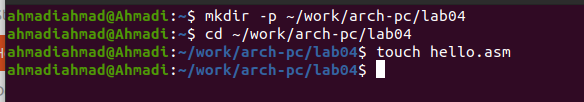 ahmadiahmad@Ahmadi:~$ mkdir -p ~/work/arch-pc/lab04
ahmadiahmad@Ahmadi:~$ cd ~/work/arch-pc/lab04
ahmadiahmad@Ahmadi:~/work/arch-pc/lab04$ touch hello.asm
ahmadiahmad@Ahmadi:~/work/arch-pc/lab04$